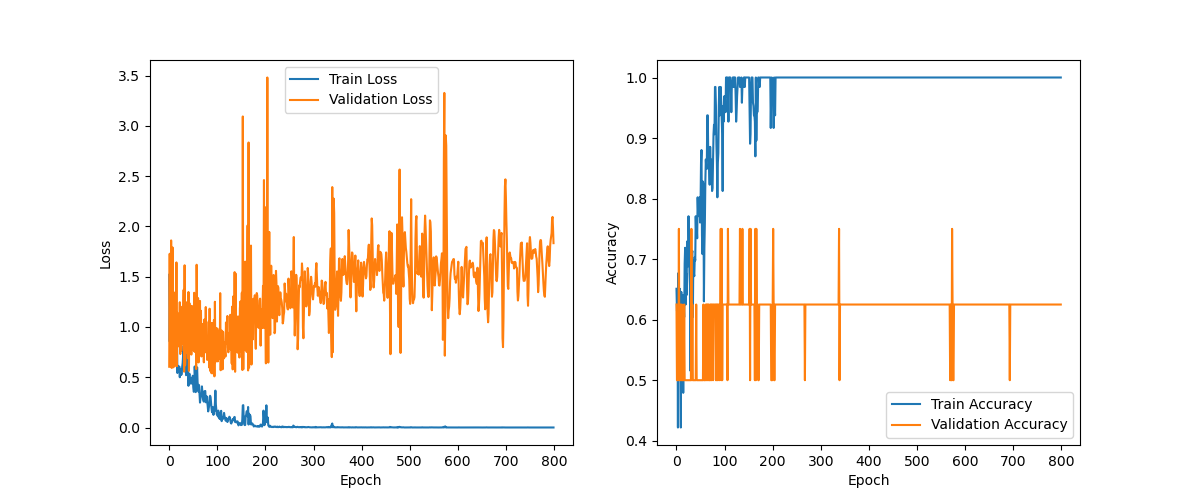 3.5
3.0
2.5
2.0
1.5
1.0
0.5
0.0
Loss
0 100 200 300 400 500 600 700 800
Epoch
Train Loss
Validation Loss
1.0
0.9
0.8
0.7
0.6
0.5
0.4
Accuracy
0 100 200 300 400 500 600 700 800
Epoch
Train Accuracy
Validation Accuracy